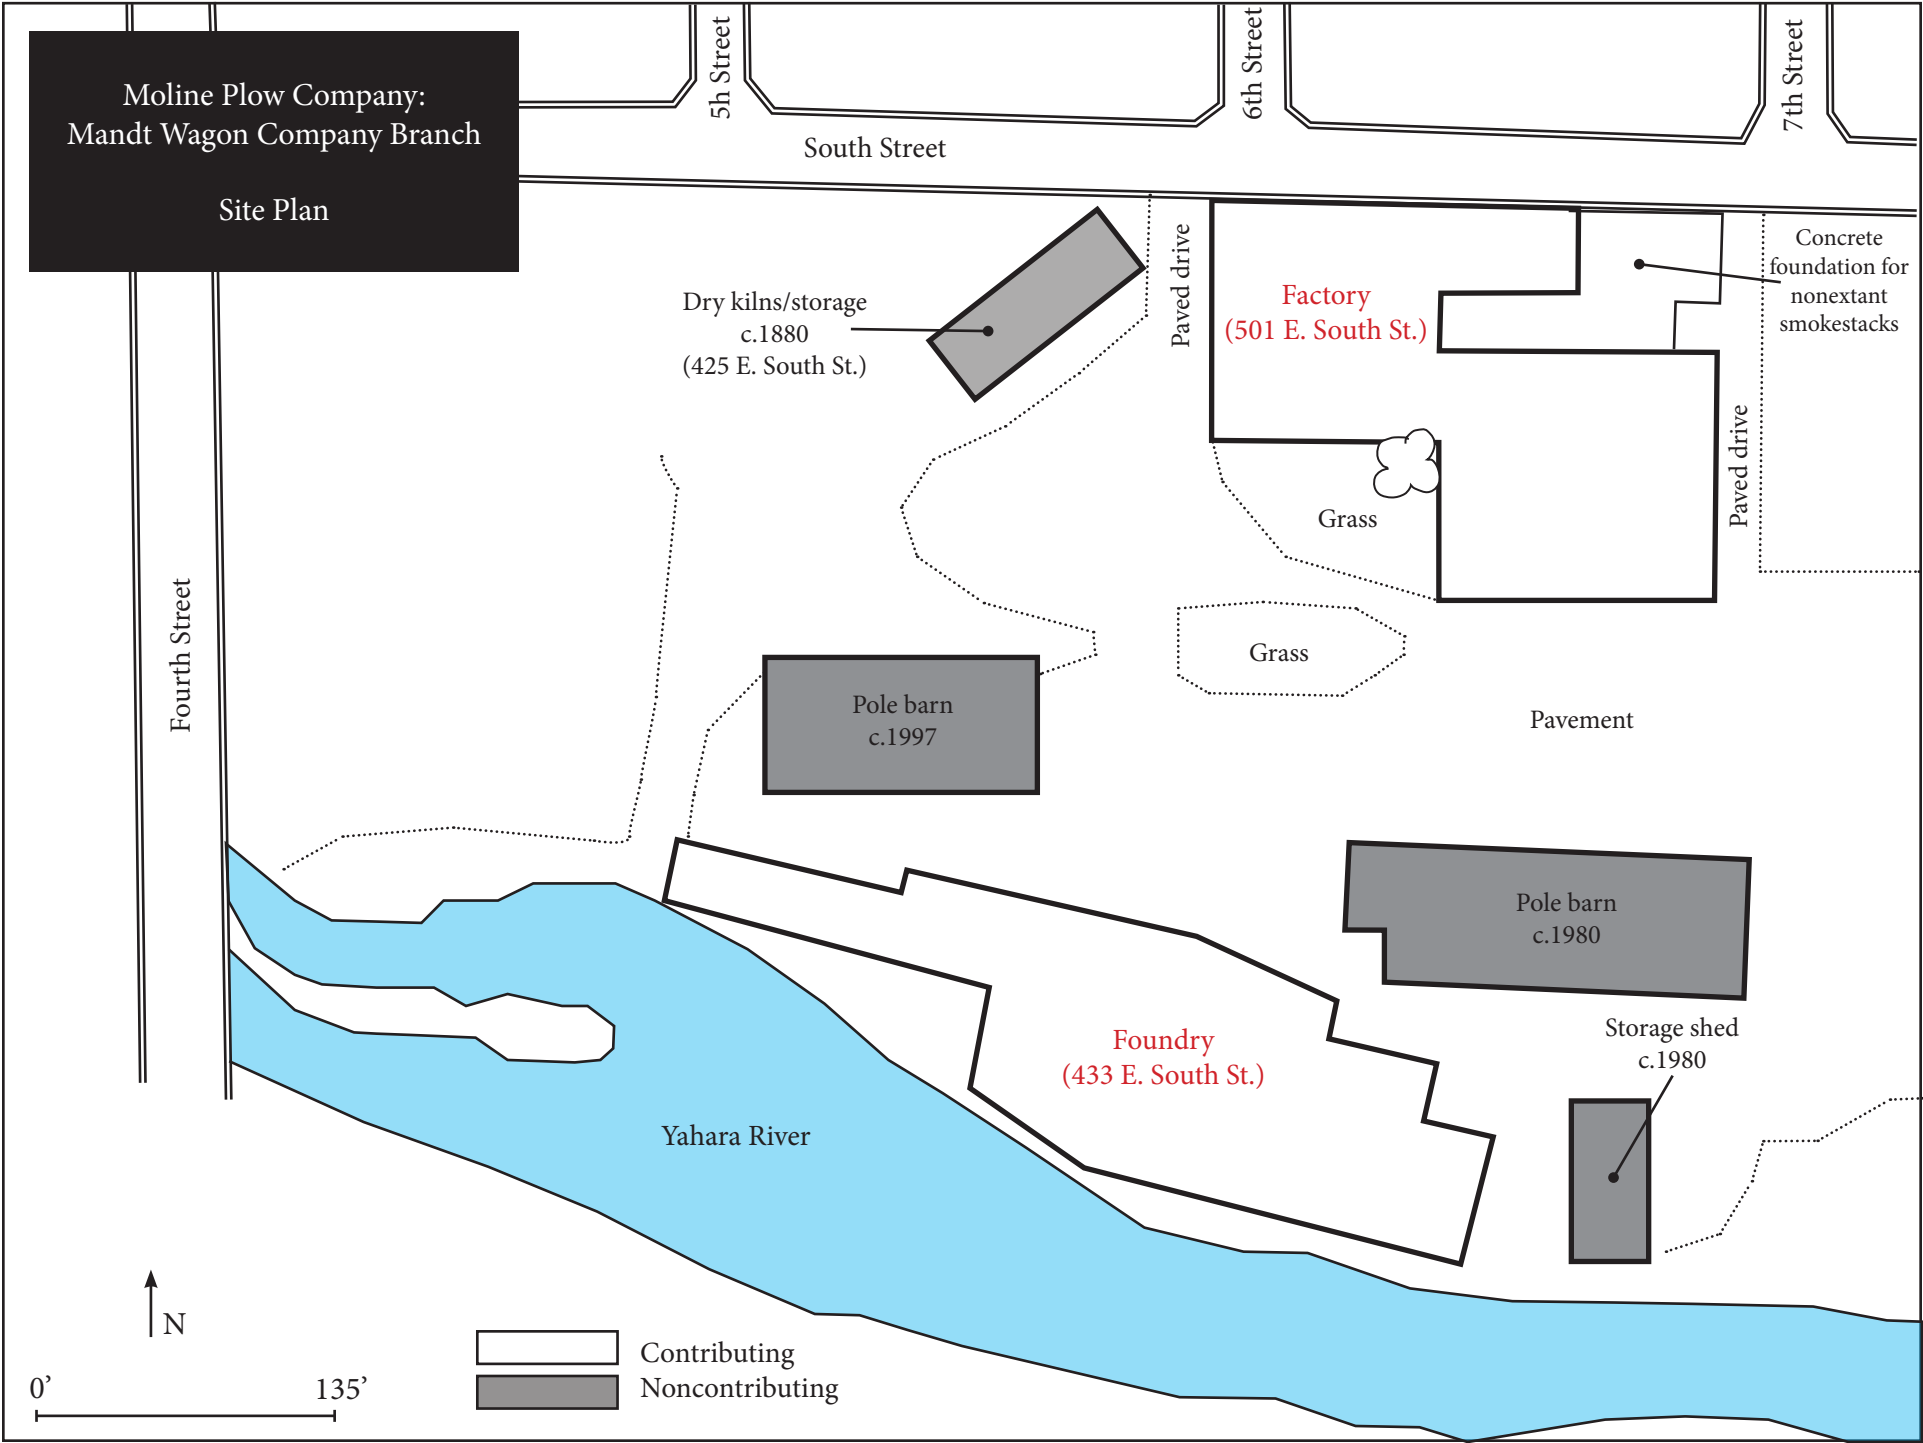 Moline Plow Company:
Mandt Wagon Company Branch
Site Plan
5h Street
6th Street
7th Street
South Street
Dry kilns/storage
c.1880
(425 E. South St.)
Paved drive
Factory
(501 E. South St.)
Concrete
foundation for
nonextant
smokestacks
Paved drive
Grass
Grass
Fourth Street
Pole barn
c.1997
Pavement
Pole barn
c.1980
Storage shed
c.1980
Foundry
(433 E. South St.)
Yahara River
N
0’
135’
Contributing
Noncontributing